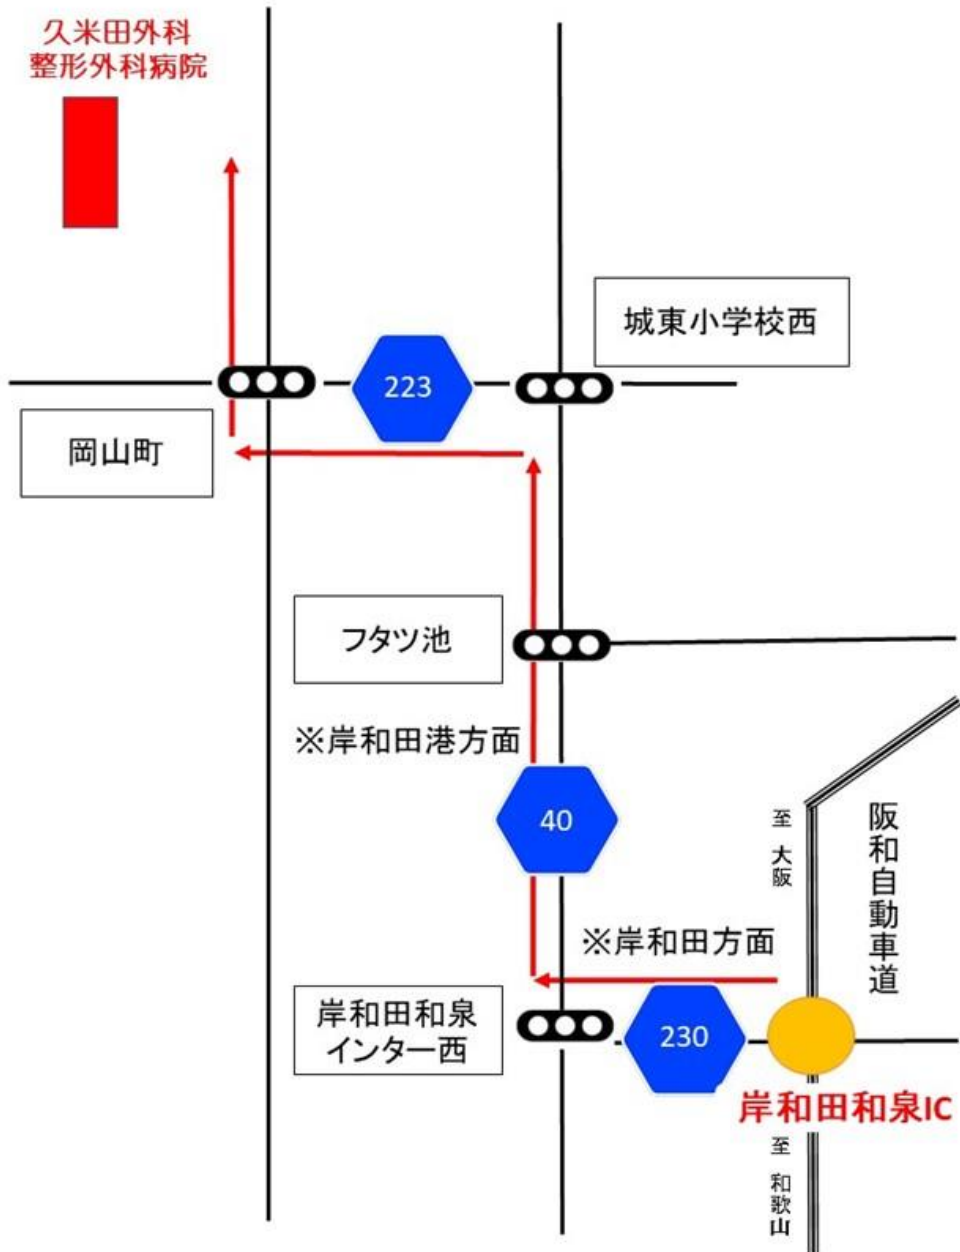 久米田外科
整形外科病院
城東小学校西
223
岡山町
フタツ池
※岸和田港方面
40
至 大阪
阪和自動車道
※岸和田方面
岸和田和泉
インター西
230
岸和田和泉IC
至 和歌山